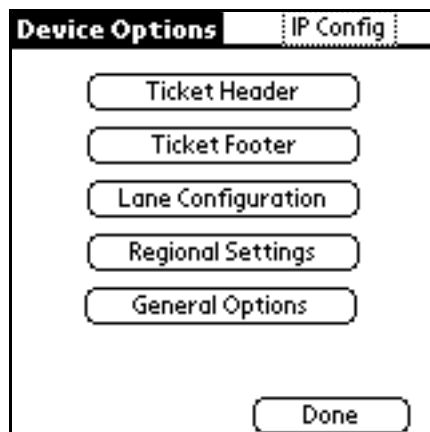 Device Options IP Config
Ticket Header
Ticket Footer
Lane Configuration
Regional Settings
General Options
Done